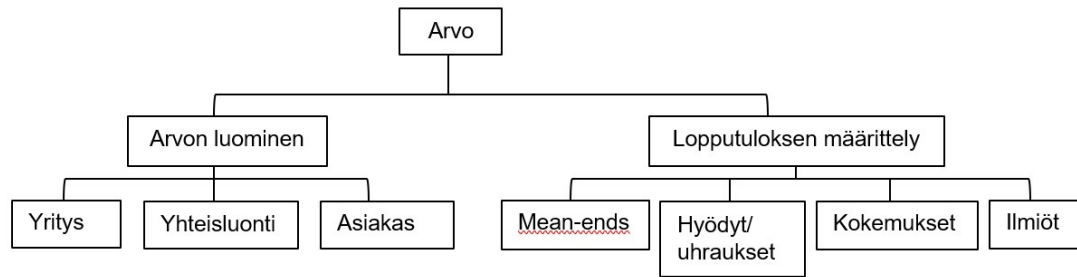 Arvo
Arvon luominen
Lopputuloksen määrittely
Yritys
Yhteisluonti
Asiakas
Mean-ends
Hyödyt/
uhraukset
Kokemukset
Ilmiöt